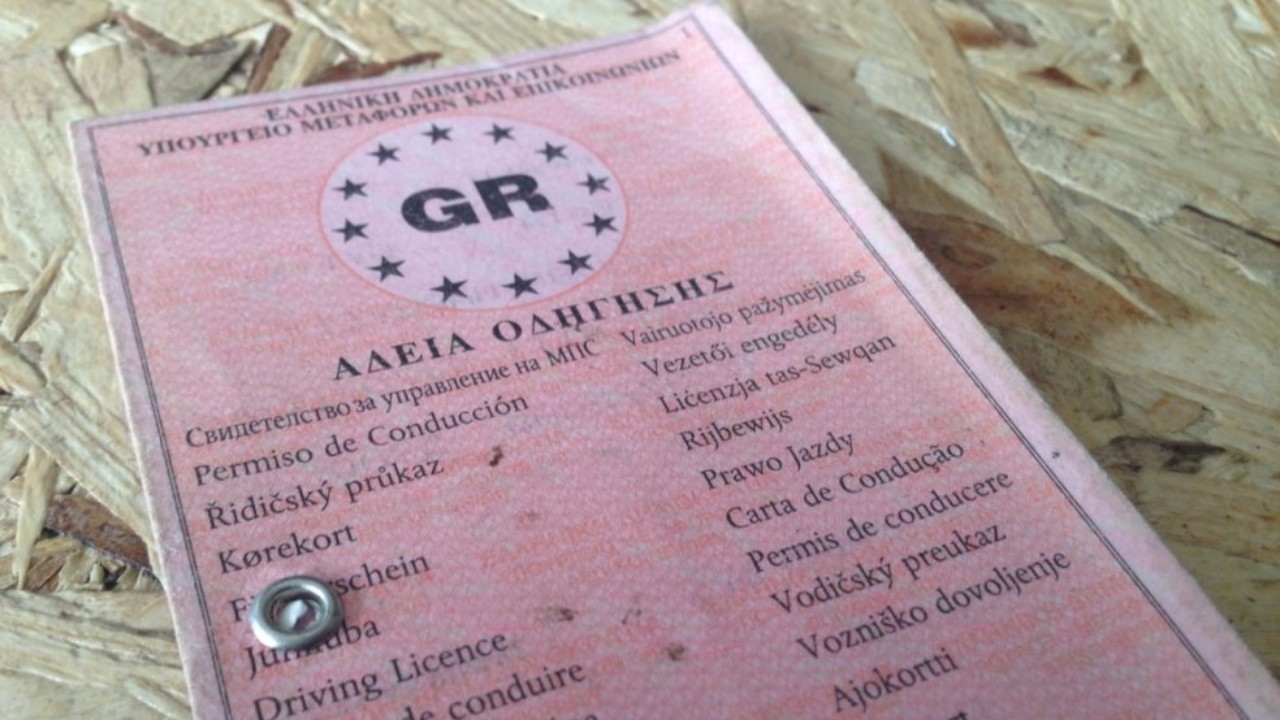 1
ΕΛΛΗΝΙΚΗ ΔΗΜΟΚΡΑΤΙΑ
ΥΠΟΥΡΓΕΙΟ ΜΕΤΑΦΟΡΩΝ ΚΑΙ ΕΠΙΚΟΙΝΩΝΙΩΝ
GR
ΑΔΕΙΑ ΟΔΗΓΗΣΗΣ
Свидетелство за управление на МПС
Permiso de Conducción
Řidičský průkaz
Kørekort
Driving Licence
de conduire
Vairuotojo pažymėjimas
Vezetői engedély
Liċenzja tas-Sewqan
Rijbewijs
Prawo Jazdy
Carta de Condução
Permis de conducere
Vodičský preukaz
Vozniško dovoljenje
Ajokortti